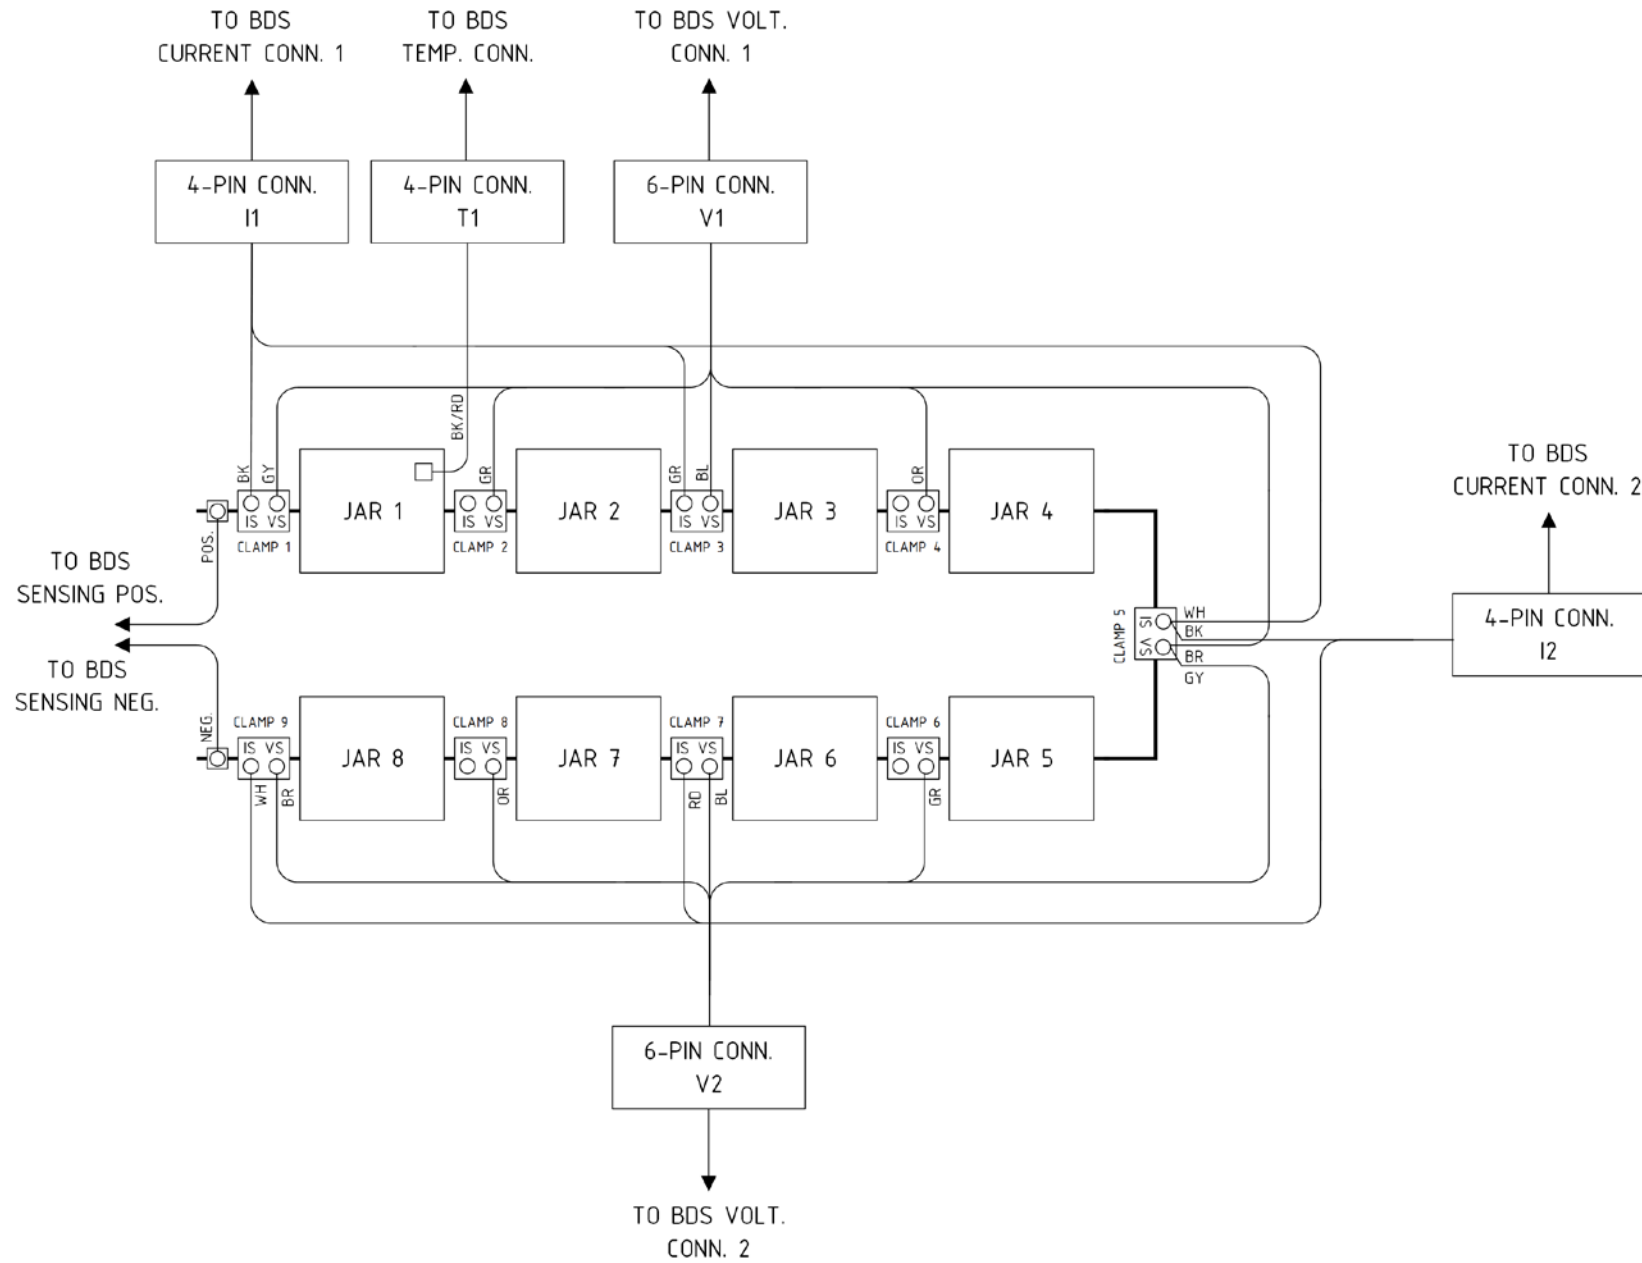 TO BDS
CURRENT CONN. 1
TO BDS
TEMP. CONN.
TO BDS VOLT.
CONN. 1
4-PIN CONN.
I1
4-PIN CONN.
T1
6-PIN CONN.
V1
BK/RD
BK
GY
GR
GR
BL
OR
JAR 1
JAR 2
JAR 3
JAR 4
IS VS
IS VS
IS VS
IS VS
CLAMP 1
CLAMP 2
CLAMP 3
CLAMP 4
POS.
TO BDS
SENSING POS.
TO BDS
SENSING NEG.
NEG.
TO BDS
CURRENT CONN. 2
4-PIN CONN.
I2
CLAMP 5
VS IS
WH
BK
BR
GY
CLAMP 9
CLAMP 8
CLAMP 7
CLAMP 6
IS VS
IS VS
IS VS
IS VS
JAR 8
JAR 7
JAR 6
JAR 5
WH
BR
OR
RD
BL
GR
6-PIN CONN.
V2
TO BDS VOLT.
CONN. 2